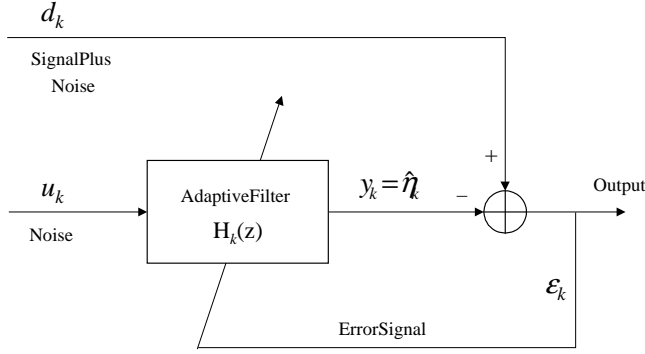 d_k
SignalPlus
Noise
+
u_k
AdaptiveFilter
H_k(z)
y_k = η̂_k
−
Output
Noise
ε_k
ErrorSignal